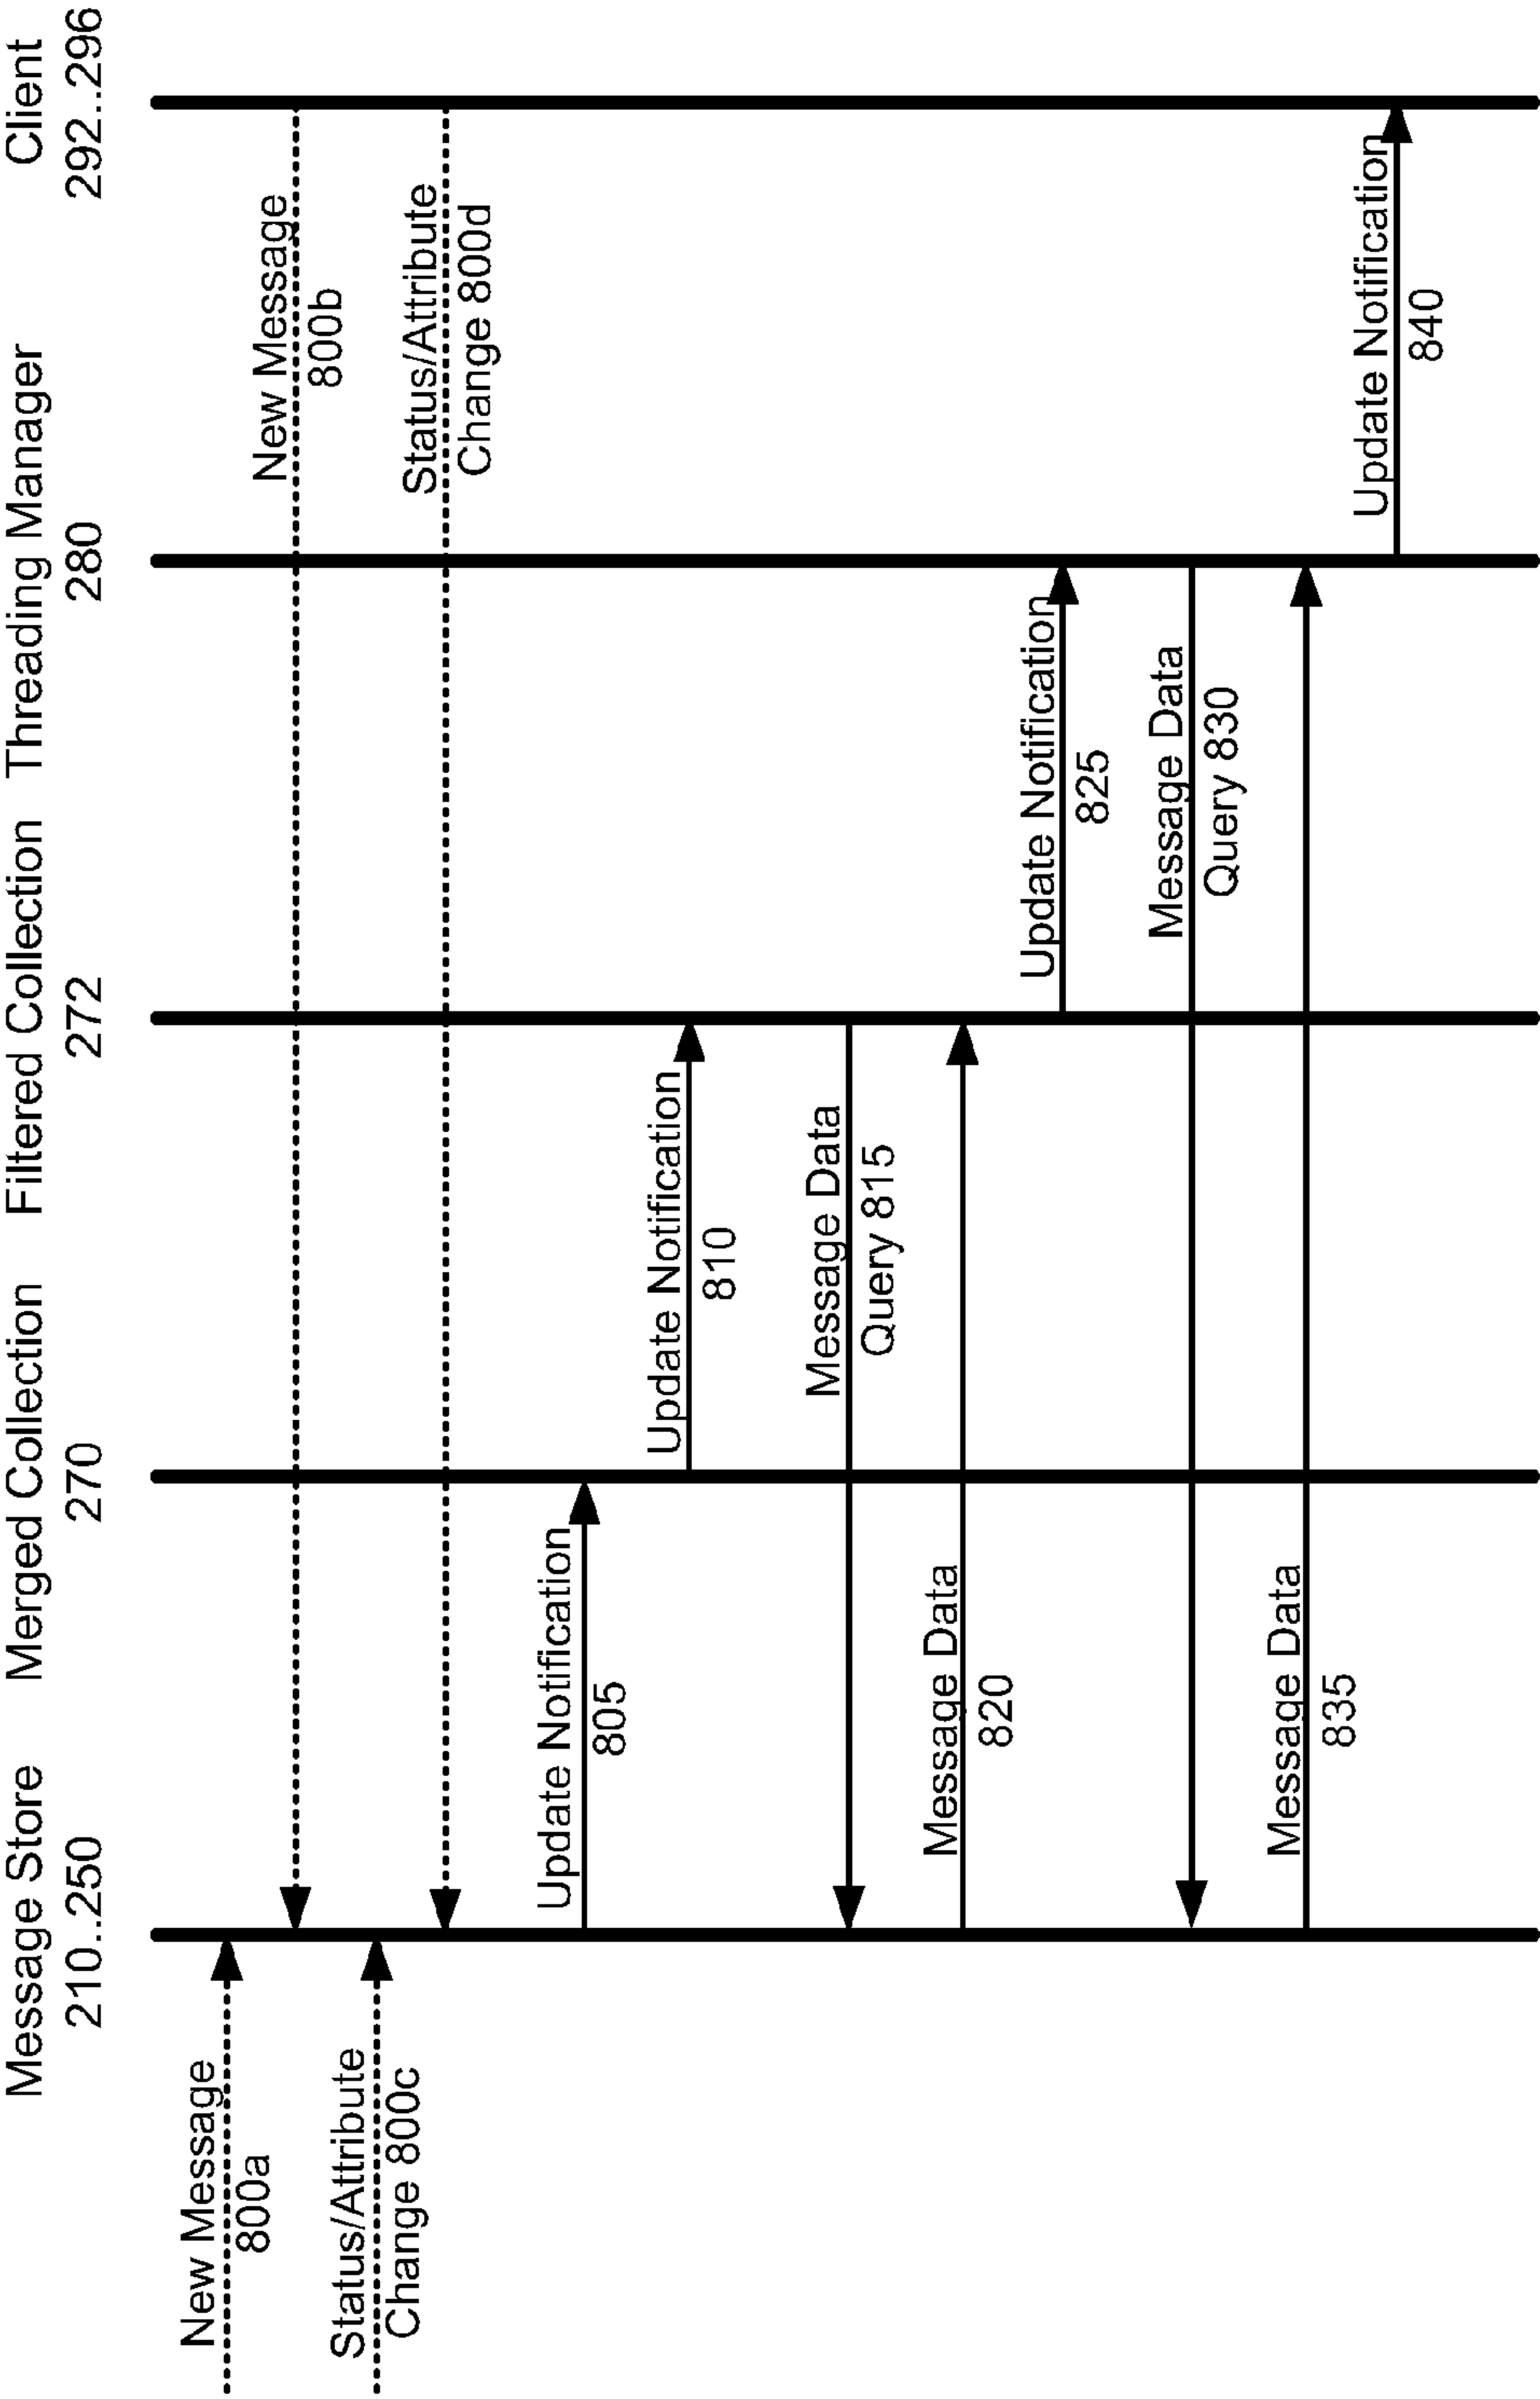 Message Store
210..250
Merged Collection
270
Filtered Collection
272
Threading Manager
280
Client
292..296
New Message
800a
New Message
800b
Status/Attribute
Change 800c
Status/Attribute
Change 800d
Update Notification
805
Update Notification
810
Message Data
Query 815
Message Data
820
Update Notification
825
Message Data
Query 830
Message Data
835
Update Notification
840